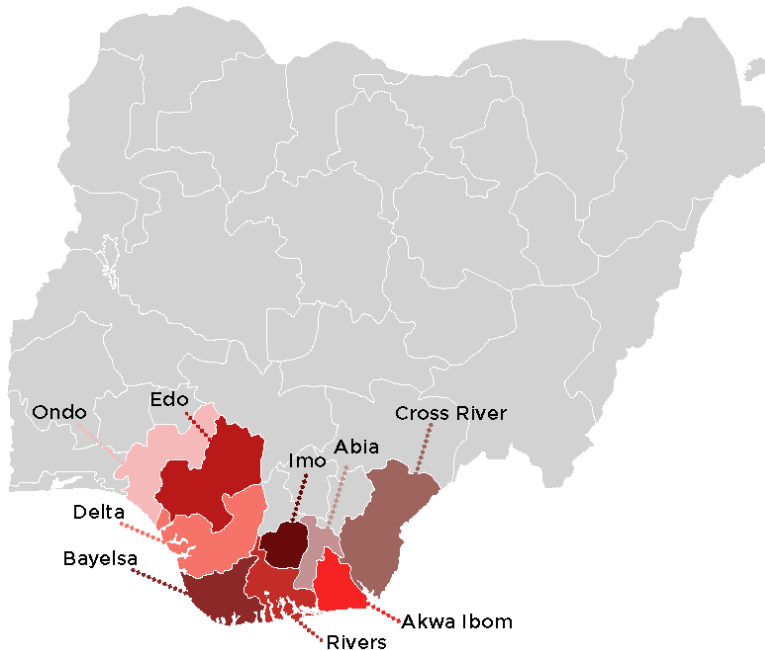 Edo
Ondo
Cross River
Abia
Imo
Delta
Bayelsa
Akwa Ibom
Rivers